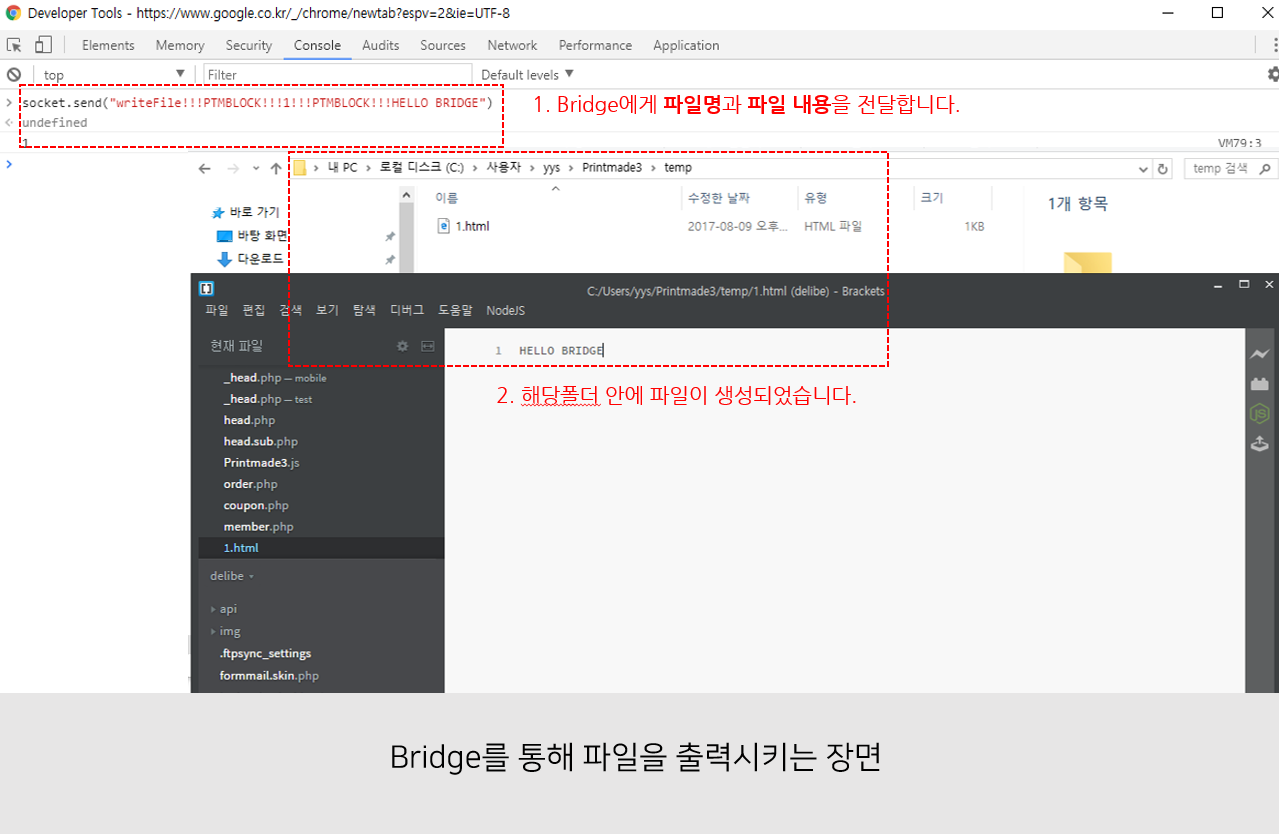 Developer Tools - https://www.google.co.kr/_/chrome/newtab?espv=2&ie=UTF-8
Elements Memory Security Console Audits Sources Network Performance Application
top Filter Default levels
socket.send("writeFile!!!PTMBLOCK!!!1!!!PTMBLOCK!!!HELLO BRIDGE")
1. Bridge에게 파일명과 파일 내용을 전달합니다.
undefined
1 VM79:3
내 PC 로컬 디스크 (C:) 사용자 yys Printmade3 temp temp 검색
이름 수정한 날짜 유형 크기 1개 항목
바로 가기
1.html 2017-08-09 오후... HTML 파일 1KB
바탕 화면
다운로드
C:/Users/yys/Printmade3/temp/1.html (delibe) - Brackets
파일 편집 검색 보기 탐색 디버그 도움말 NodeJS
현재 파일
1 HELLO BRIDGE
_head.php — mobile
2. 해당폴더 안에 파일이 생성되었습니다.
_head.php — test
head.php
head.sub.php
Printmade3.js
order.php
coupon.php
member.php
1.html
delibe
api
img
.ftpsync_settings
formmail.skin.php
Bridge를 통해 파일을 출력시키는 장면